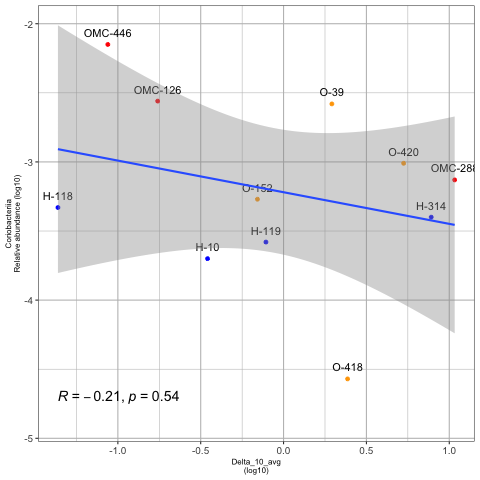 -2
-3
-4
-5
Coriobacteria
Relative abundance (log10)
OMC-446
OMC-126
O-39
O-420
OMC-288
O-152
H-118
H-314
H-119
H-10
O-418
R = −0.21, p = 0.54
-1.0 -0.5 0.0 0.5 1.0
Delta_10_avg
(log10)